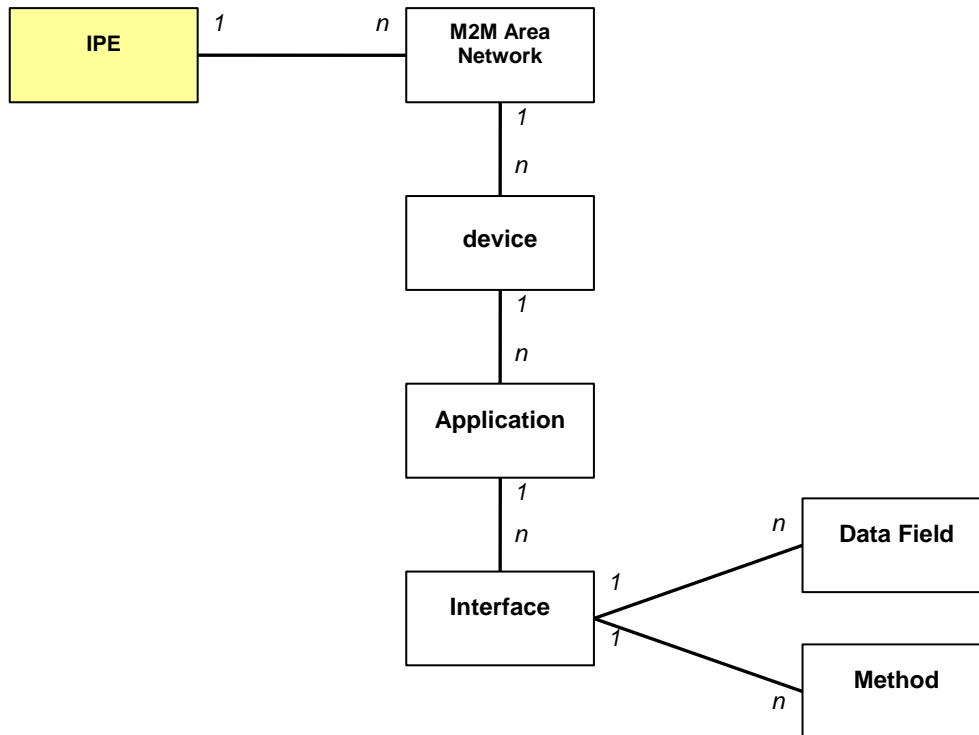 IPE
1
n
M2M Area
Network
1
n
device
1
n
Application
1
n
Interface
1
n
Data Field
1
n
Method